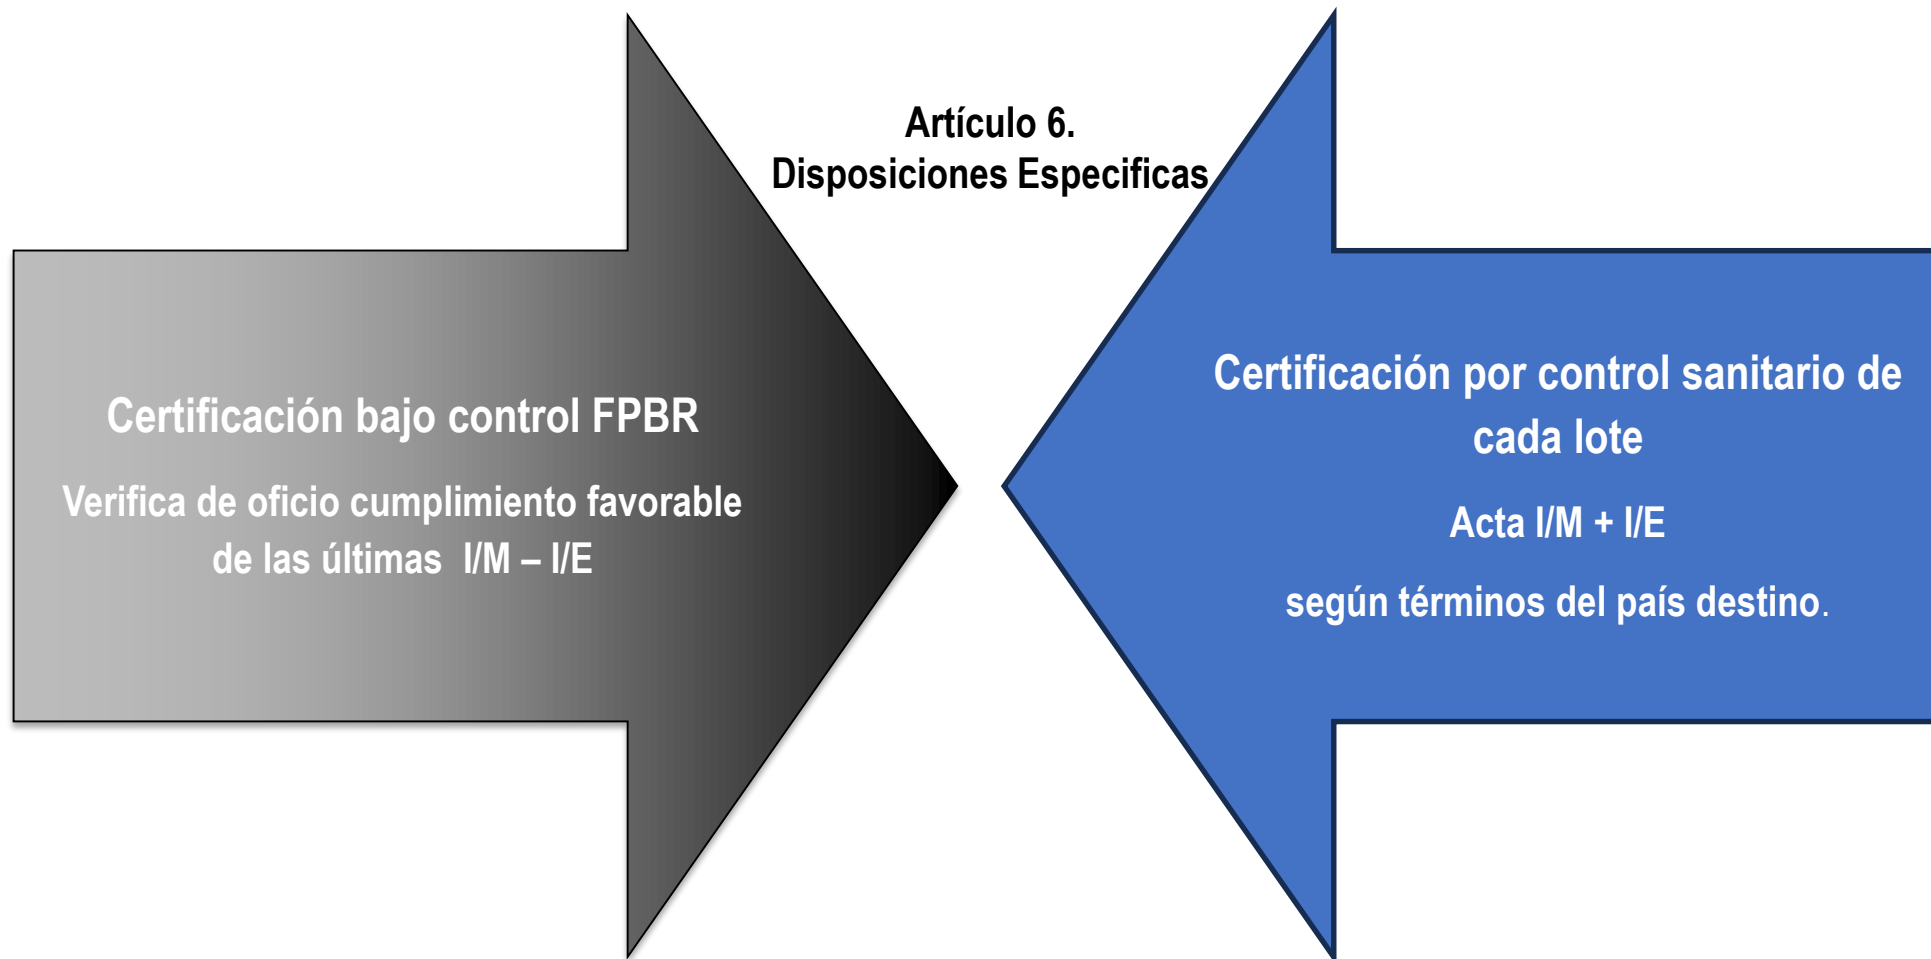 Artículo 6.
Disposiciones Especificas
Certificación bajo control FPBR
Verifica de oficio cumplimiento favorable
de las últimas  I/M – I/E
Certificación por control sanitario de
cada lote
Acta I/M + I/E
según términos del país destino.